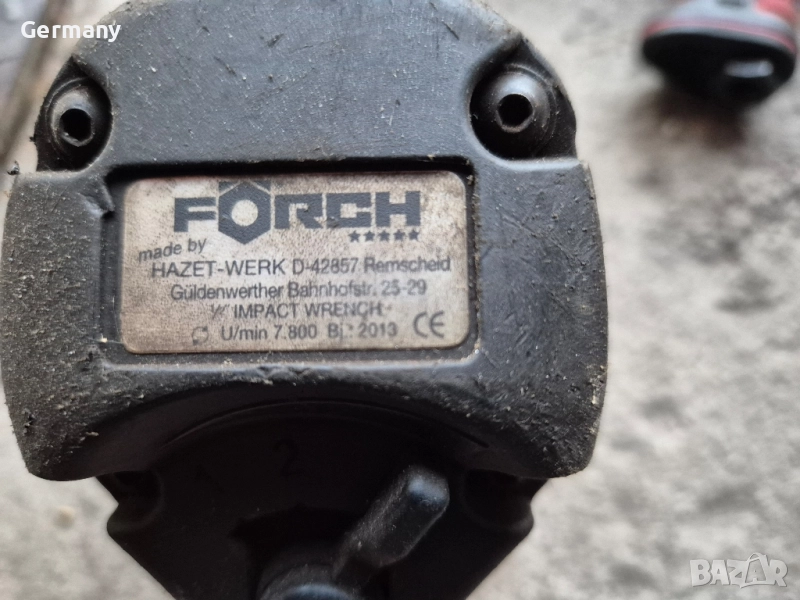 Germany
FÖRCH
★★★★★
made by
HAZET-WERK D-42857 Remscheid
Güldenwerther Bahnhofstr. 25-29
½" IMPACT WRENCH
U/min 7.800 Bj. 2013 CE
2
BAZAR